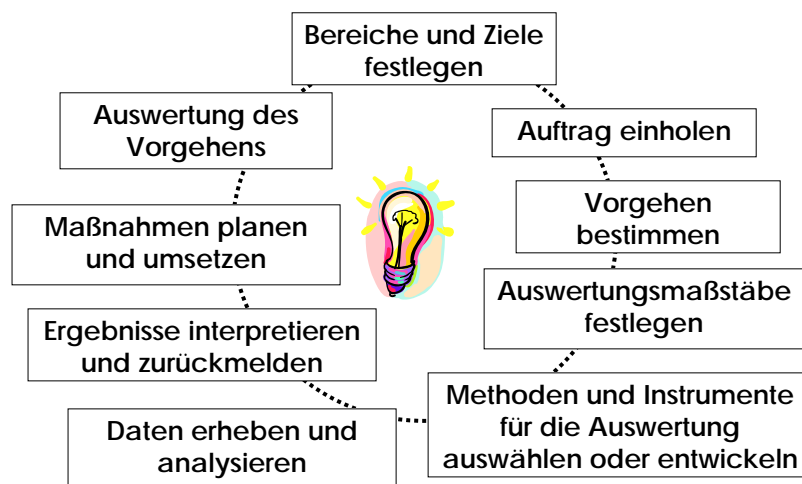 Bereiche und Ziele
festlegen
Auftrag einholen
Vorgehen
bestimmen
Auswertungsmaßstäbe
festlegen
Methoden und Instrumente
für die Auswertung
auswählen oder entwickeln
Daten erheben und
analysieren
Ergebnisse interpretieren
und zurückmelden
Maßnahmen planen
und umsetzen
Auswertung des
Vorgehens